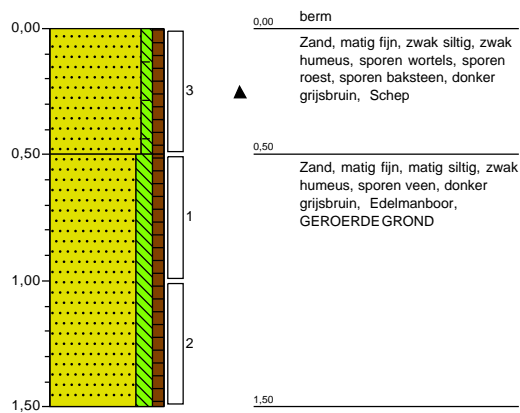 0,00
0,50
1,00
1,50
3
1
2
0,00
berm
Zand, matig fijn, zwak siltig, zwak
humeus, sporen wortels, sporen
roest, sporen baksteen, donker
grijsbruin, Schep
0,50
Zand, matig fijn, matig siltig, zwak
humeus, sporen veen, donker
grijsbruin, Edelmanboor,
GEROERDE GROND
1,50